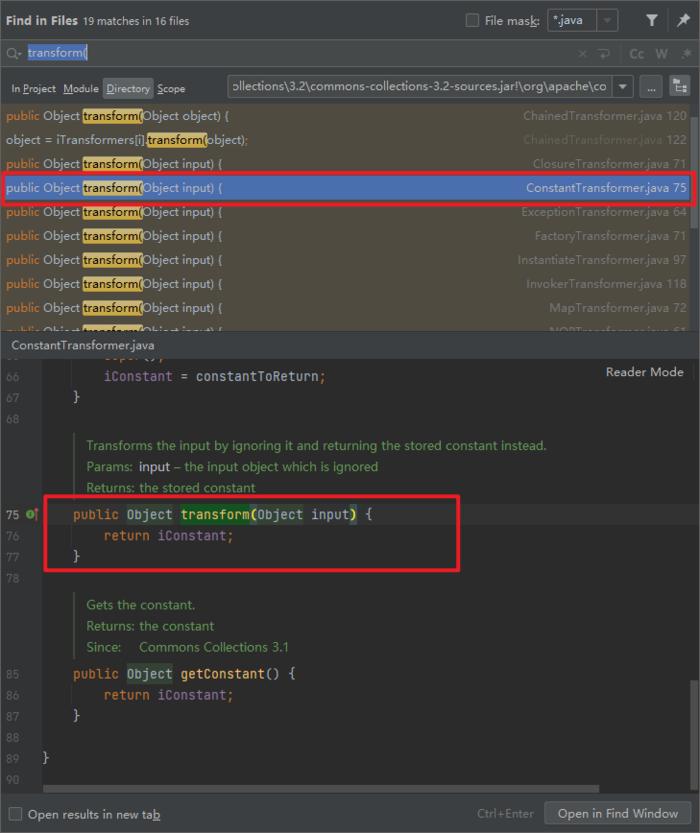 Find in Files 19 matches in 16 files File mask: *.java
transform( Cc W .*
In Project Module Directory Scope ollections\3.2\commons-collections-3.2-sources.jar!\org\apache\co ...
public Object transform(Object object) { ChainedTransformer.java 120
object = iTransformers[i].transform(object); ChainedTransformer.java 122
public Object transform(Object input) { ClosureTransformer.java 71
public Object transform(Object input) { ConstantTransformer.java 75
public Object transform(Object input) { ExceptionTransformer.java 64
public Object transform(Object input) { FactoryTransformer.java 71
public Object transform(Object input) { InstantiateTransformer.java 97
public Object transform(Object input) { InvokerTransformer.java 118
public Object transform(Object input) { MapTransformer.java 72
public Object transform(Object input) { NOPTransformer.java 61
ConstantTransformer.java
super();
Reader Mode
66 iConstant = constantToReturn;
67 }
68
Transforms the input by ignoring it and returning the stored constant instead.
Params: input – the input object which is ignored
Returns: the stored constant
75 public Object transform(Object input) {
76 return iConstant;
77 }
78
Gets the constant.
Returns: the constant
Since: Commons Collections 3.1
85 public Object getConstant() {
86 return iConstant;
87 }
88
89 }
90
Open results in new tab Ctrl+Enter Open in Find Window